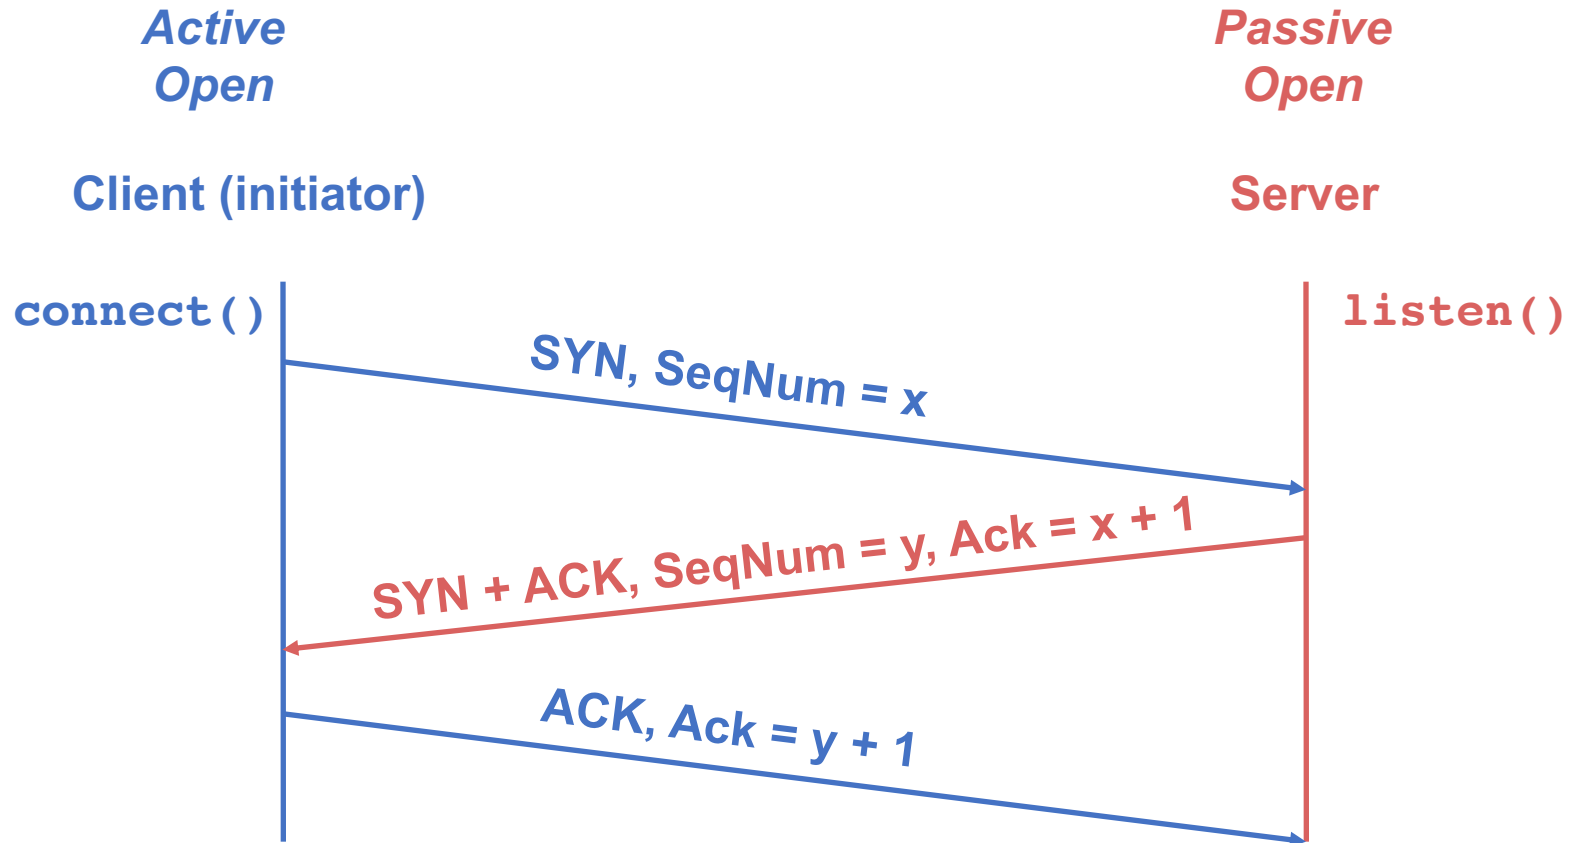 Active
Open
Passive
Open
Client (initiator)
Server
connect()
listen()
SYN, SeqNum = x
SYN + ACK, SeqNum = y, Ack = x + 1
ACK, Ack = y + 1